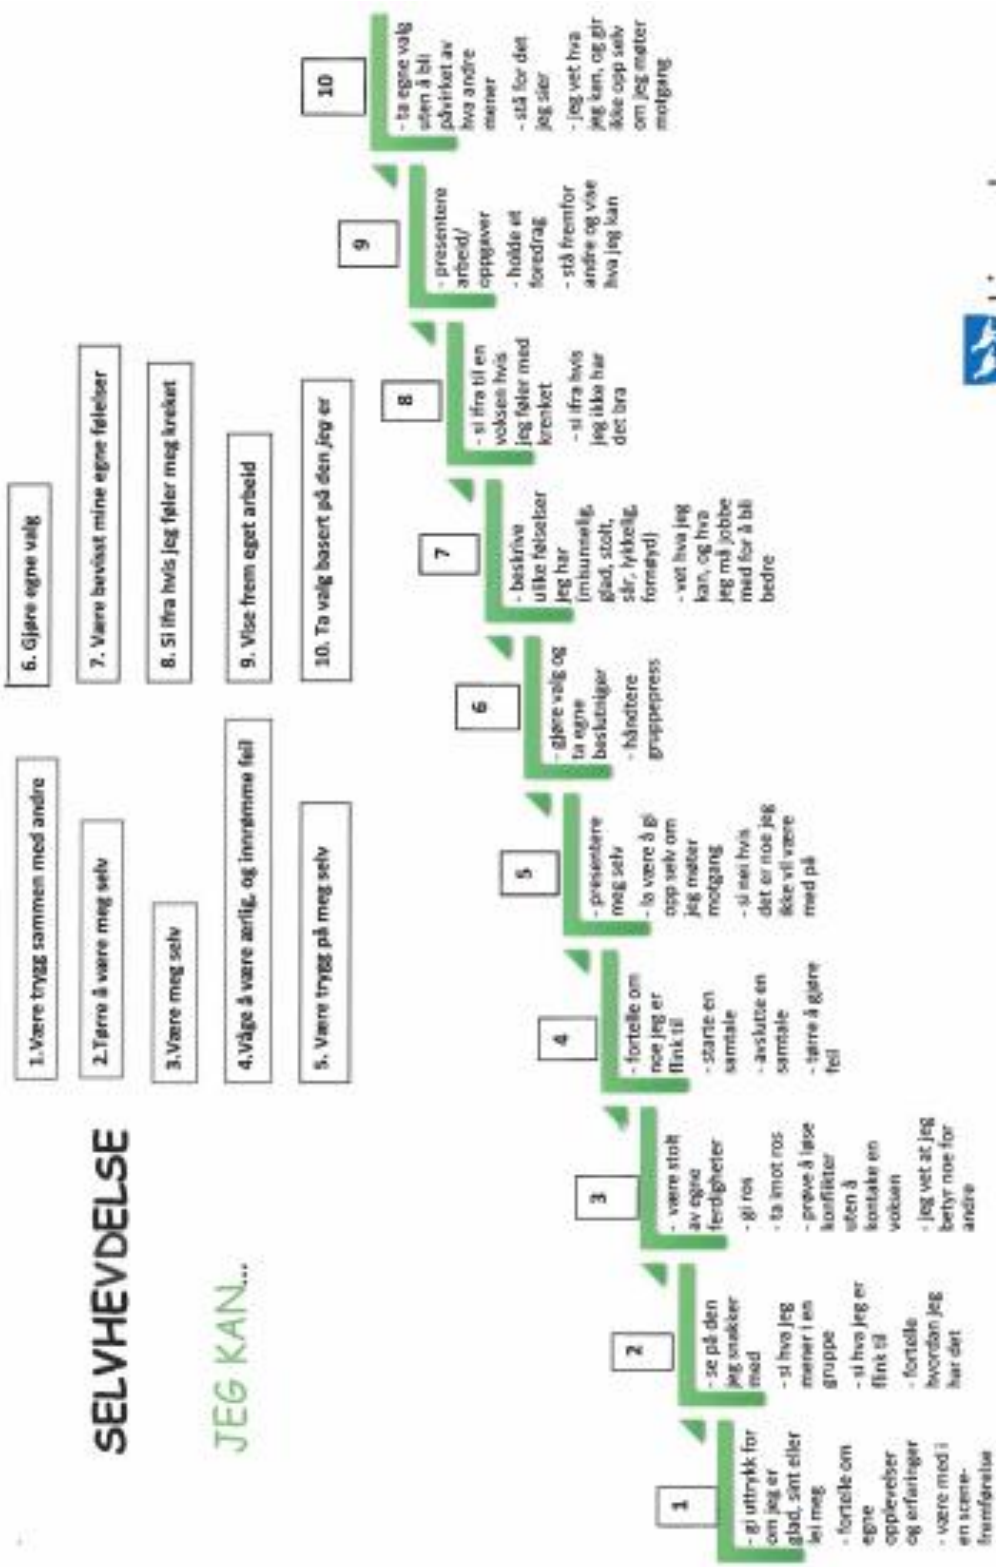 SELVHEVDELSE
JEG KAN...
1.Være trygg sammen med andre
2.Tørre å være meg selv
3.Være meg selv
4.Våge å være ærlig, og innrømme feil
5. Være trygg på meg selv
6. Gjøre egne valg
7. Være bevisst mine egne følelser
8. Si ifra hvis jeg føler meg kreket
9. Vise frem eget arbeid
10. Ta valg basert på den jeg er
1
- gi uttrykk for
om jeg er
glad, sint eller
lei meg
- fortelle om
egne
opplevelser
og erfaringer
- være med i
en scene-
fremførelse
2
- se på den
jeg snakker
med
- si hva jeg
mener i en
gruppe
- si hva jeg er
flink til
- fortelle
hvordan jeg
har det
3
- være stolt
av egne
ferdigheter
- gi ros
- ta imot ros
- prøve å løse
konflikter
uten å
kontake en
voksen
- jeg vet at jeg
betyr noe for
andre
4
- fortelle om
noe jeg er
flink til
- starte en
samtale
- avslutte en
samtale
- tørre å gjøre
feil
5
- presentere
meg selv
- la være å gi
opp selv om
jeg møter
motgang
- si nei hvis
det er noe jeg
ikke vil være
med på
6
- gjøre valg og
ta egne
beslutniger
- håndtere
gruppepress
7
- beskrive
ulike følselser
jeg har
glad, stolt,
sår, lykkelig,
fornøyd)
- vet hva jeg
kan, og hva
jeg må jobbe
med for å bli
bedre
8
- si ifra til en
voksen hvis
jeg føler med
krenket
- si ifra hvis
jeg ikke har
det bra
9
- presentere
arbeid/
oppgaver
- holde et
foredrag
- stå fremfor
andre og vise
hva jeg kan
10
- ta egne valg
uten å bli
påvirket av
hva andre
mener
- stå for det
jeg sier
- jeg vet hva
jeg kan, og gir
ikke opp selv
om jeg møter
motgang